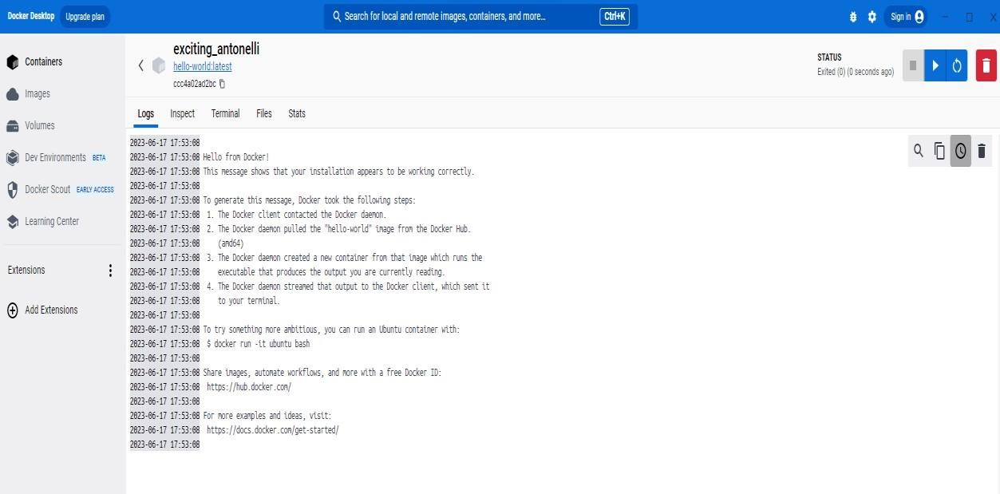 Docker Desktop Upgrade plan Search for local and remote images, containers, and more... Ctrl+K Sign in
Containers
Images
Volumes
Dev Environments BETA
Docker Scout EARLY ACCESS
Learning Center
Extensions
Add Extensions
exciting_antonelli
hello-world:latest
ccc4a02ad2bc
STATUS
Exited (0) (0 seconds ago)
Logs Inspect Terminal Files Stats
2023-06-17 17:53:08
2023-06-17 17:53:08 Hello from Docker!
2023-06-17 17:53:08 This message shows that your installation appears to be working correctly.
2023-06-17 17:53:08
2023-06-17 17:53:08 To generate this message, Docker took the following steps:
2023-06-17 17:53:08 1. The Docker client contacted the Docker daemon.
2023-06-17 17:53:08 2. The Docker daemon pulled the "hello-world" image from the Docker Hub.
2023-06-17 17:53:08 (amd64)
2023-06-17 17:53:08 3. The Docker daemon created a new container from that image which runs the
2023-06-17 17:53:08 executable that produces the output you are currently reading.
2023-06-17 17:53:08 4. The Docker daemon streamed that output to the Docker client, which sent it
2023-06-17 17:53:08 to your terminal.
2023-06-17 17:53:08
2023-06-17 17:53:08 To try something more ambitious, you can run an Ubuntu container with:
2023-06-17 17:53:08 $ docker run -it ubuntu bash
2023-06-17 17:53:08
2023-06-17 17:53:08 Share images, automate workflows, and more with a free Docker ID:
2023-06-17 17:53:08 https://hub.docker.com/
2023-06-17 17:53:08
2023-06-17 17:53:08 For more examples and ideas, visit:
2023-06-17 17:53:08 https://docs.docker.com/get-started/
2023-06-17 17:53:08